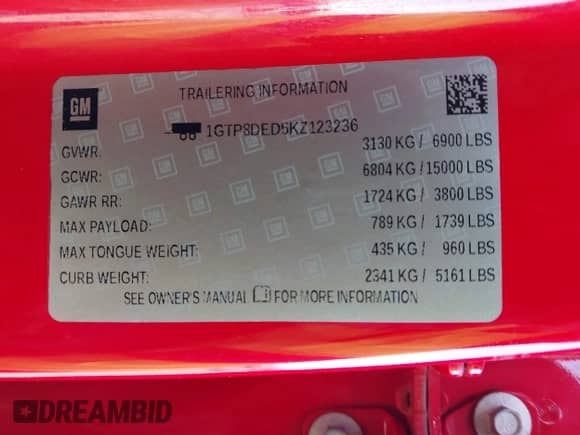 GM
TRAILERING INFORMATION
1GTP8DED5KZ123236
GVWR: 3130 KG / 6900 LBS
GCWR: 6804 KG / 15000 LBS
GAWR RR: 1724 KG / 3800 LBS
MAX PAYLOAD: 789 KG / 1739 LBS
MAX TONGUE WEIGHT: 435 KG / 960 LBS
CURB WEIGHT: 2341 KG / 5161 LBS
SEE OWNER'S MANUAL FOR MORE INFORMATION
DREAMBID